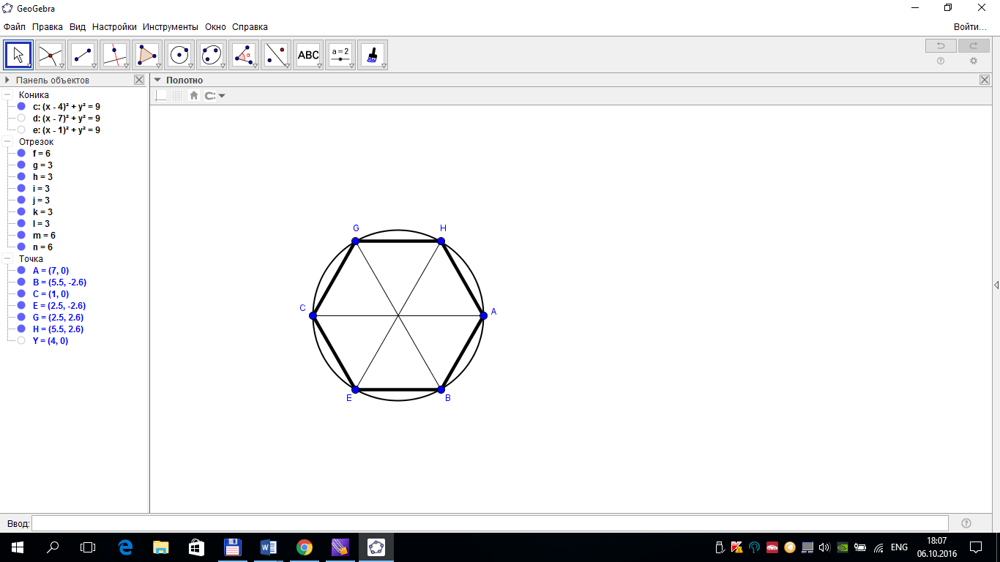 GeoGebra
Файл Правка Вид Настройки Инструменты Окно Справка Войти...
α ABC a=2
Панель объектов
Полотно
Коника
c: (x - 4)² + y² = 9
d: (x - 7)² + y² = 9
e: (x - 1)² + y² = 9
Отрезок
f = 6
g = 3
h = 3
i = 3
j = 3
k = 3
l = 3
m = 6
n = 6
Точка
A = (7, 0)
B = (5.5, -2.6)
C = (1, 0)
E = (2.5, -2.6)
G = (2.5, 2.6)
H = (5.5, 2.6)
Y = (4, 0)
G H
C A
E B
Ввод:
ENG 18:07
06.10.2016